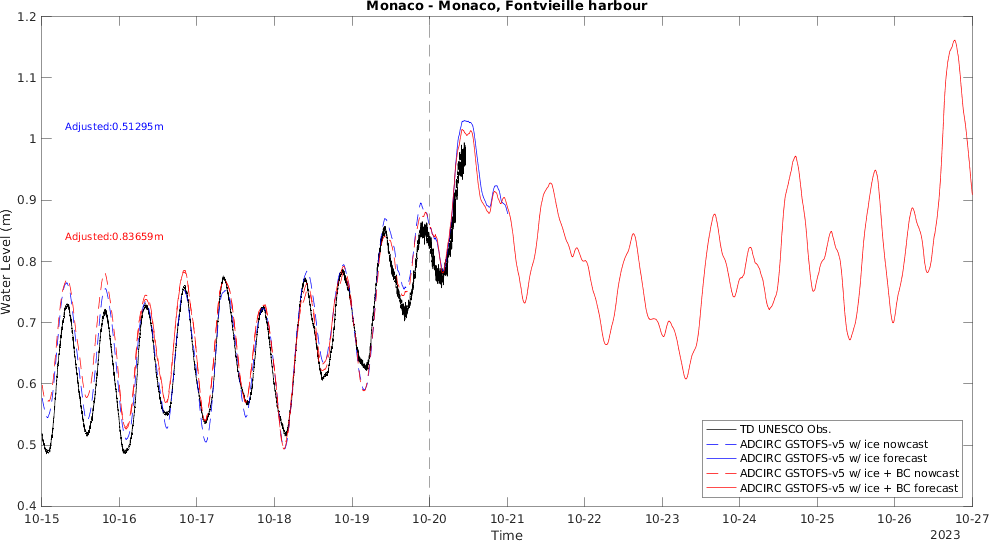 Monaco - Monaco, Fontvieille harbour
1.2
1.1
1
0.9
0.8
0.7
0.6
0.5
0.4
Water Level (m)
Adjusted:0.51295m
Adjusted:0.83659m
TD UNESCO Obs.
ADCIRC GSTOFS-v5 w/ ice nowcast
ADCIRC GSTOFS-v5 w/ ice forecast
ADCIRC GSTOFS-v5 w/ ice + BC nowcast
ADCIRC GSTOFS-v5 w/ ice + BC forecast
10-15 10-16 10-17 10-18 10-19 10-20 10-21 10-22 10-23 10-24 10-25 10-26 10-27
Time
2023